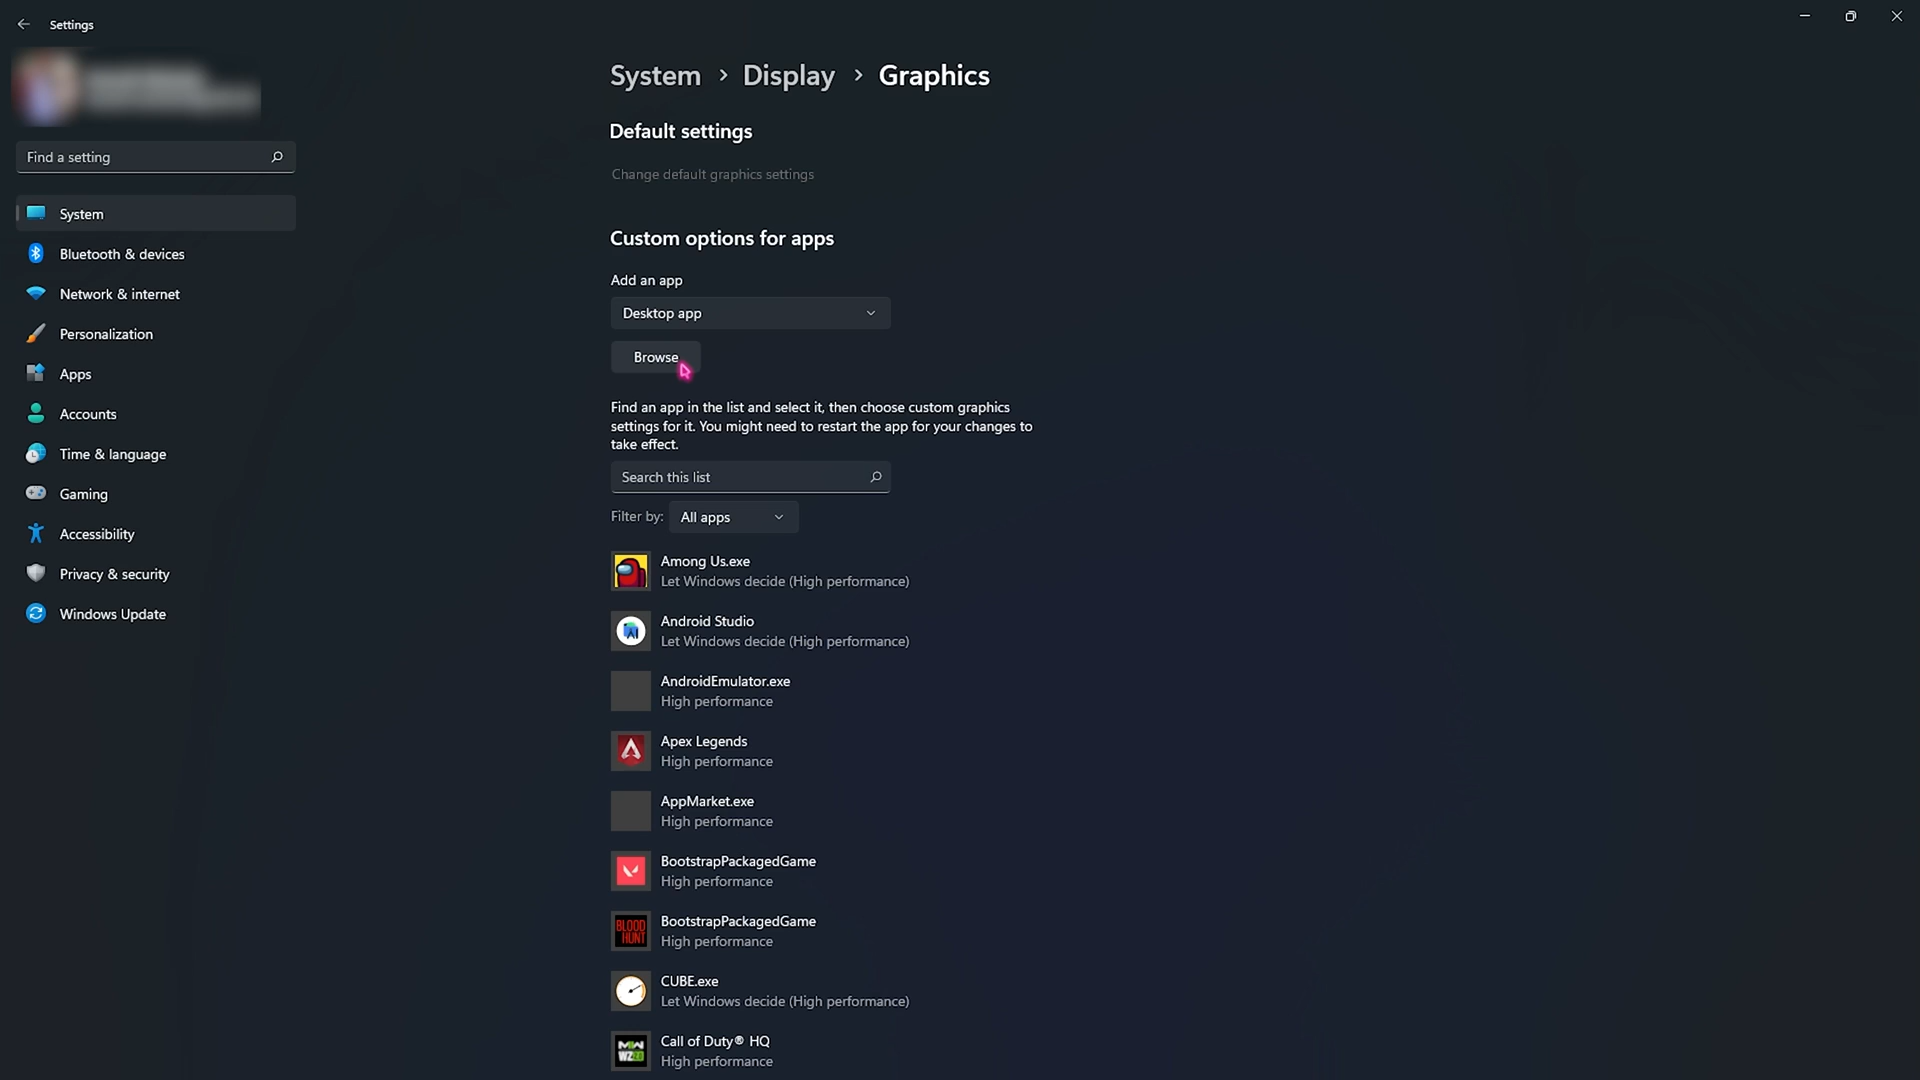 Settings
Find a setting
System
Bluetooth & devices
Network & internet
Personalization
Apps
Accounts
Time & language
Gaming
Accessibility
Privacy & security
Windows Update
System > Display > Graphics
Default settings
Change default graphics settings
Custom options for apps
Add an app
Desktop app
Browse
Find an app in the list and select it, then choose custom graphics
settings for it. You might need to restart the app for your changes to
take effect.
Search this list
Filter by: All apps
Among Us.exe
Let Windows decide (High performance)
Android Studio
Let Windows decide (High performance)
AndroidEmulator.exe
High performance
Apex Legends
High performance
AppMarket.exe
High performance
BootstrapPackagedGame
High performance
BLOOD
HUNT
BootstrapPackagedGame
High performance
CUBE.exe
Let Windows decide (High performance)
MW
WZ2.0
Call of Duty® HQ
High performance